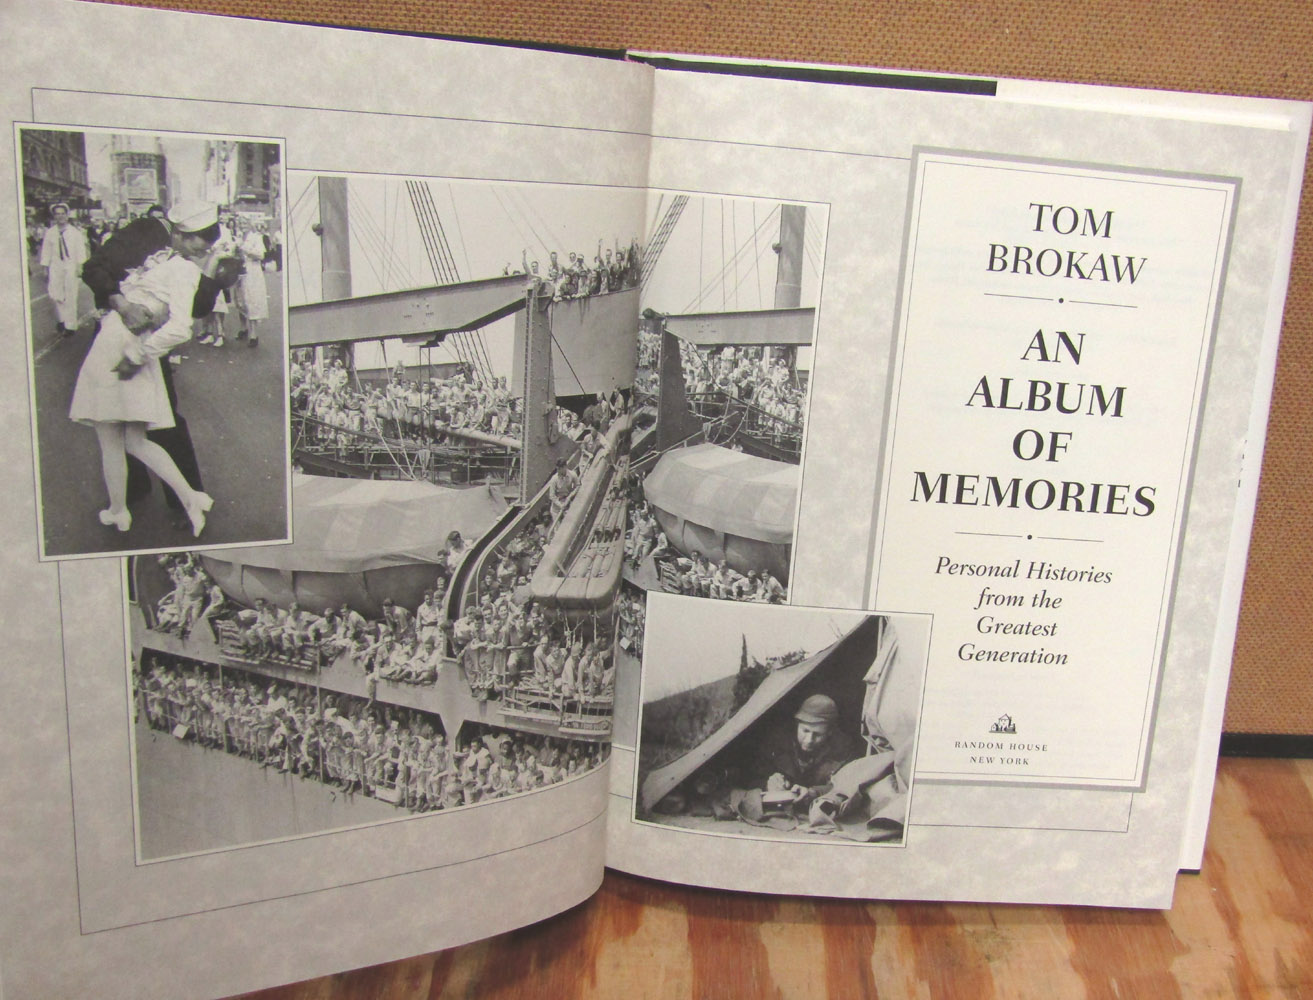 TOM
BROKAW
AN
ALBUM
OF
MEMORIES
Personal Histories
from the
Greatest
Generation
RANDOM HOUSE
NEW YORK